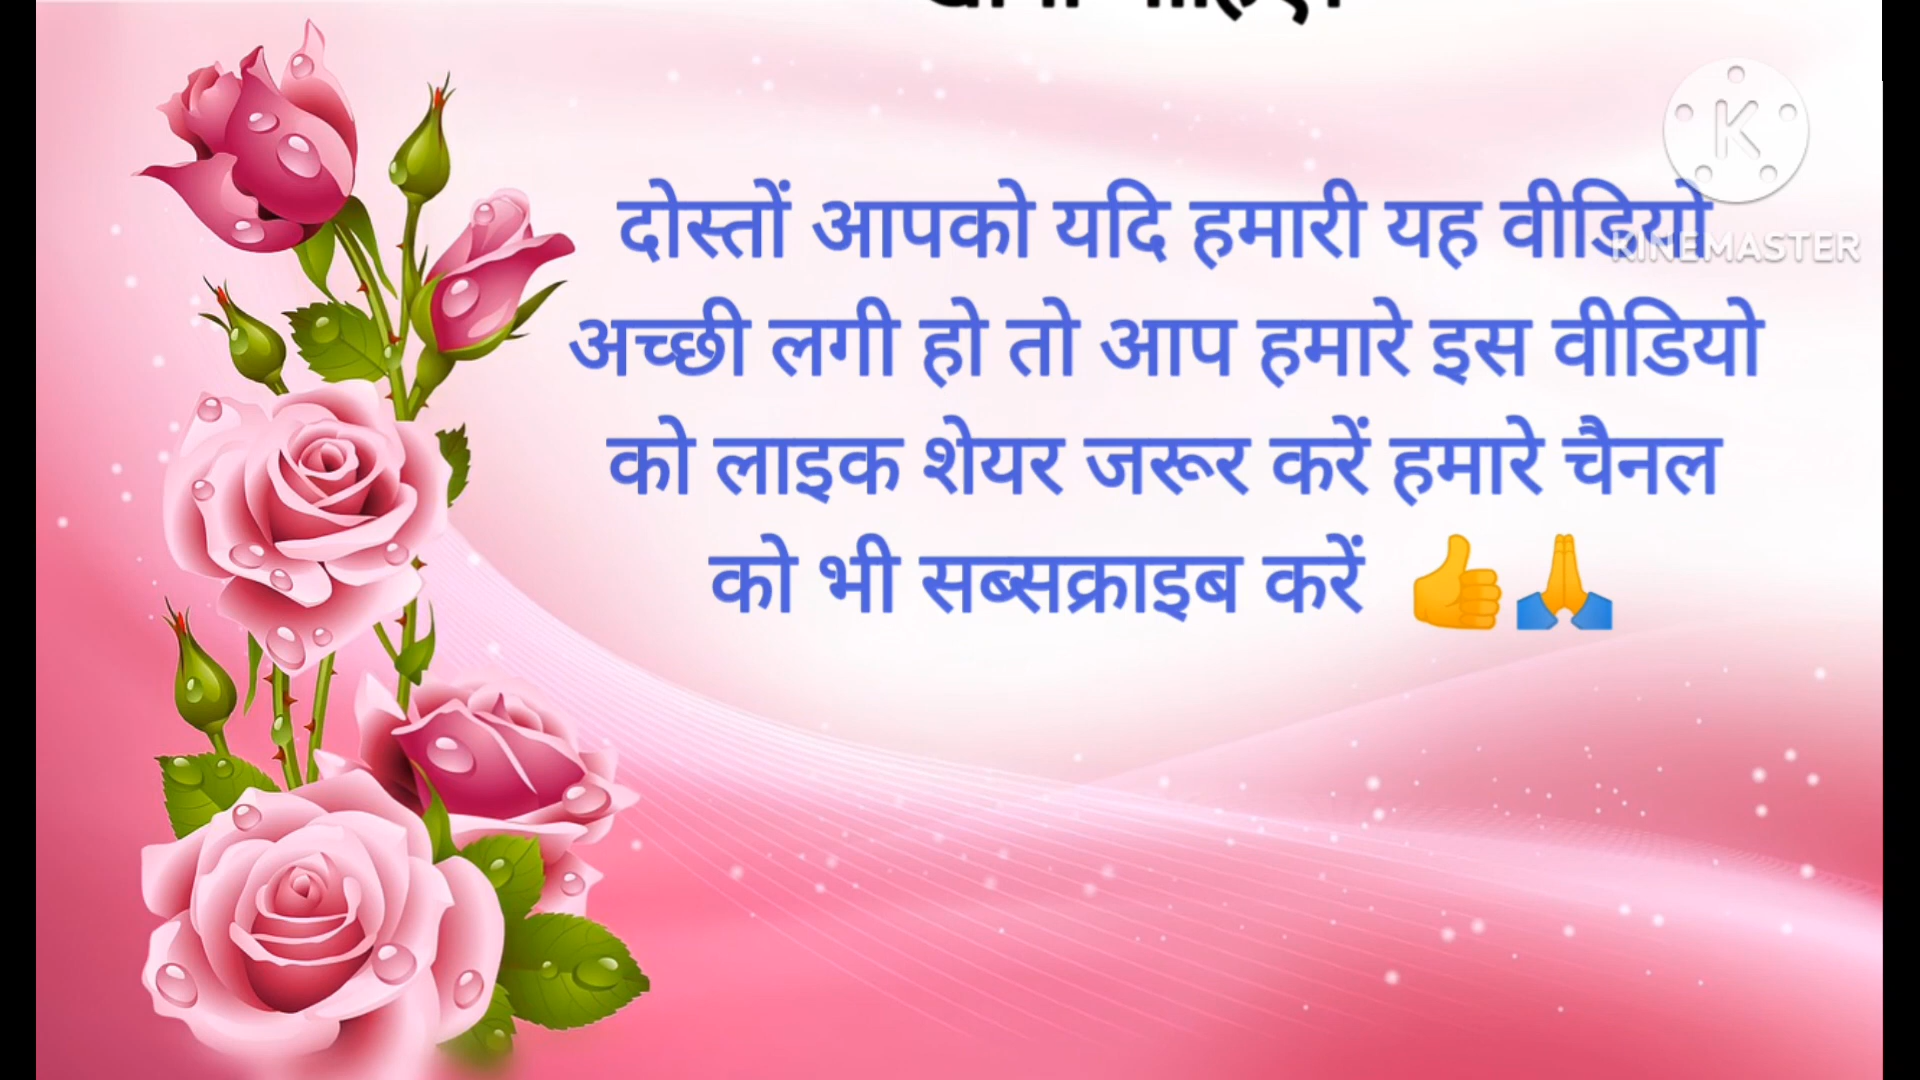 दोस्तों आपको यदि हमारी यह वीडियो
अच्छी लगी हो तो आप हमारे इस वीडियो
को लाइक शेयर जरूर करें हमारे चैनल
को भी सब्सक्राइब करें 👍🙏
K
KINEMASTER